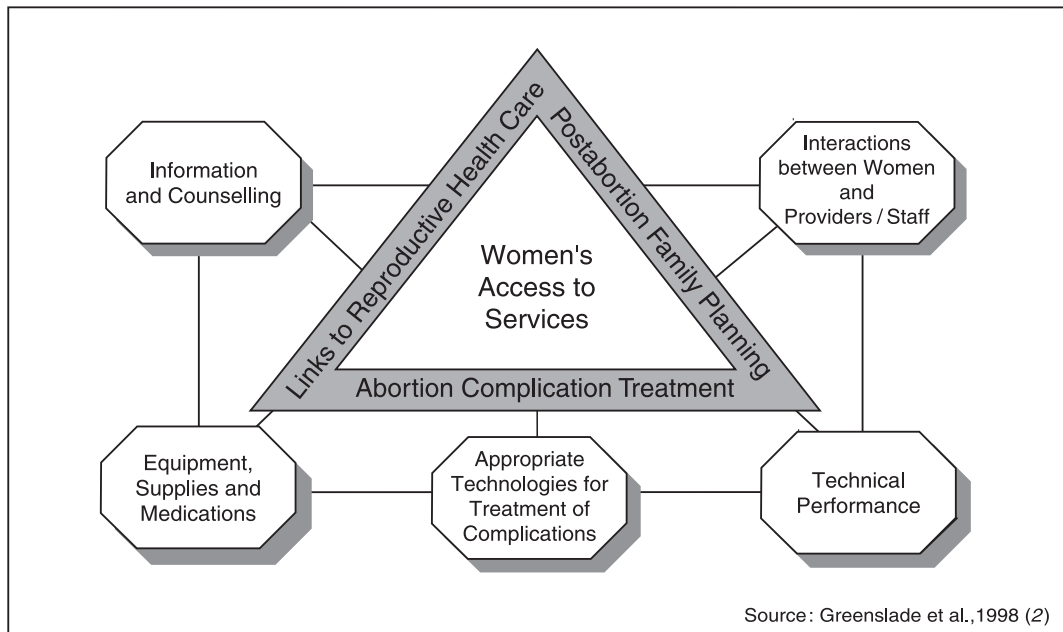 Information
and Counselling
Links to Reproductive Health Care
Postabortion Family Planning
Interactions
between Women
and
Providers / Staff
Women's
Access to
Services
Abortion Complication Treatment
Equipment,
Supplies and
Medications
Appropriate
Technologies for
Treatment of
Complications
Technical
Performance
Source: Greenslade et al.,1998 (2)